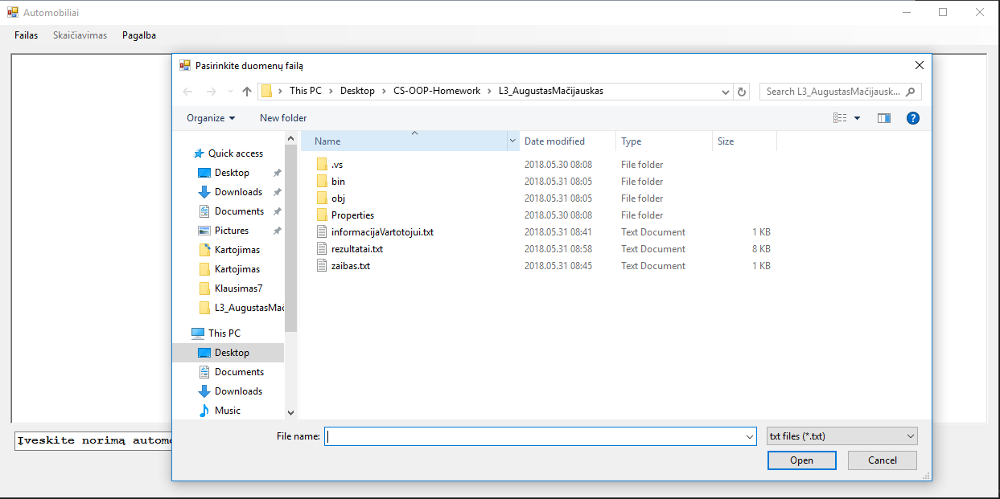 Automobiliai
Failas Skaičiavimas Pagalba
Pasirinkite duomenų failą
This PC > Desktop > CS-OOP-Homework > L3_AugustasMačijauskas
Search L3_AugustasMačijausk...
Organize New folder
Name Date modified Type Size
Quick access
Desktop
Downloads
Documents
Pictures
Kartojimas
Kartojimas
Klausimas7
L3_AugustasMač
This PC
Desktop
Documents
Downloads
Music
.vs 2018.05.30 08:08 File folder
bin 2018.05.31 08:05 File folder
obj 2018.05.31 08:05 File folder
Properties 2018.05.30 08:08 File folder
informacijaVartotojui.txt 2018.05.31 08:41 Text Document 1 KB
rezultatai.txt 2018.05.31 08:58 Text Document 8 KB
zaibas.txt 2018.05.31 08:45 Text Document 1 KB
Įveskite norimą automo
File name: txt files (*.txt)
Open Cancel